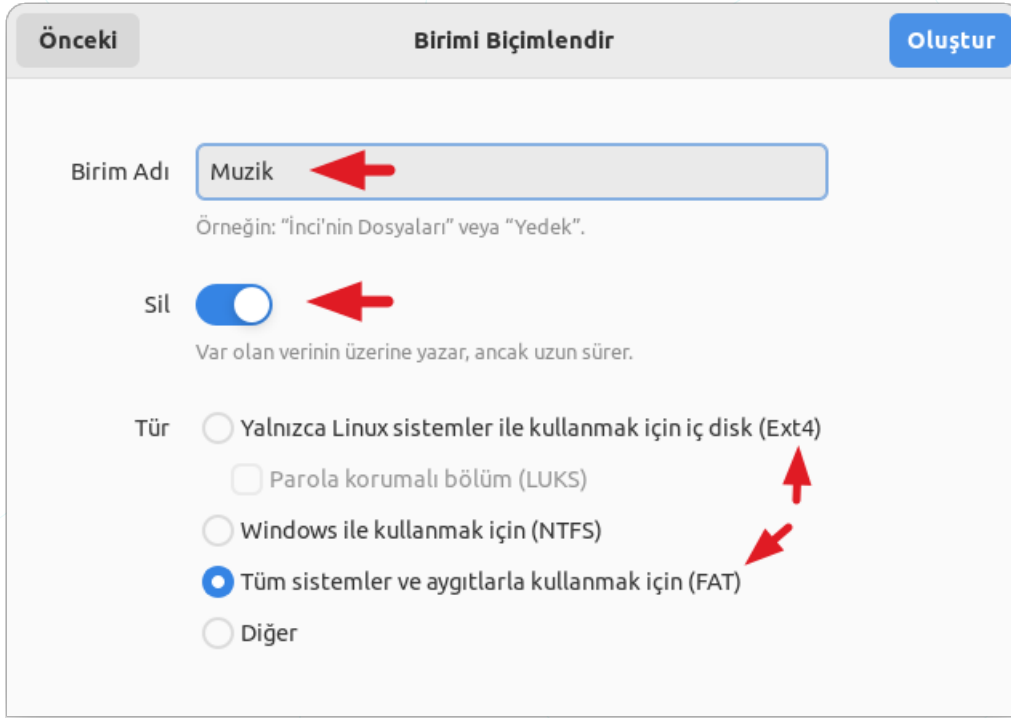 Önceki
Birimi Biçimlendir
Oluştur
Birim Adı
Muzik
Örneğin: “İnci'nin Dosyaları” veya “Yedek”.
Sil
Var olan verinin üzerine yazar, ancak uzun sürer.
Tür
Yalnızca Linux sistemler ile kullanmak için iç disk (Ext4)
Parola korumalı bölüm (LUKS)
Windows ile kullanmak için (NTFS)
Tüm sistemler ve aygıtlarla kullanmak için (FAT)
Diğer